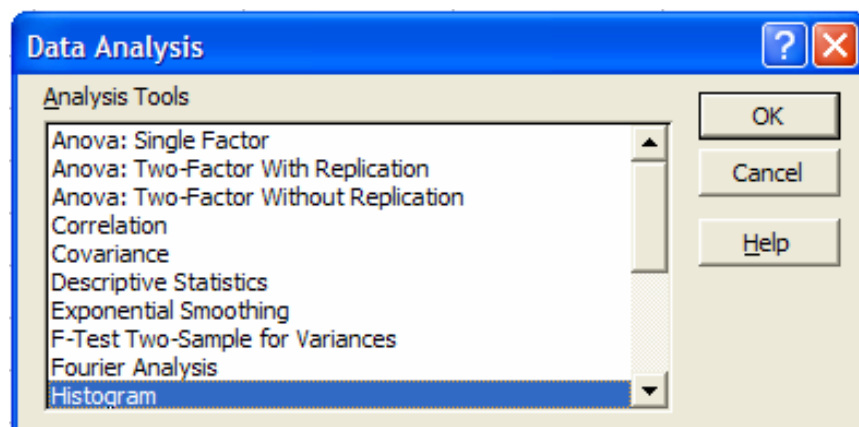 Data Analysis
Analysis Tools
Anova: Single Factor
Anova: Two-Factor With Replication
Anova: Two-Factor Without Replication
Correlation
Covariance
Descriptive Statistics
Exponential Smoothing
F-Test Two-Sample for Variances
Fourier Analysis
Histogram
OK
Cancel
Help